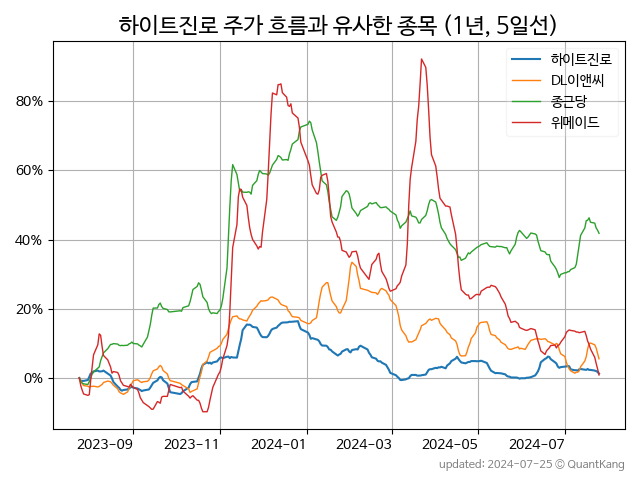 하이트진로 주가 흐름과 유사한 종목 (1년, 5일선)
하이트진로
DL이앤씨
종근당
위메이드
80%
60%
40%
20%
0%
2023-09 2023-11 2024-01 2024-03 2024-05 2024-07
updated: 2024-07-25 © QuantKang